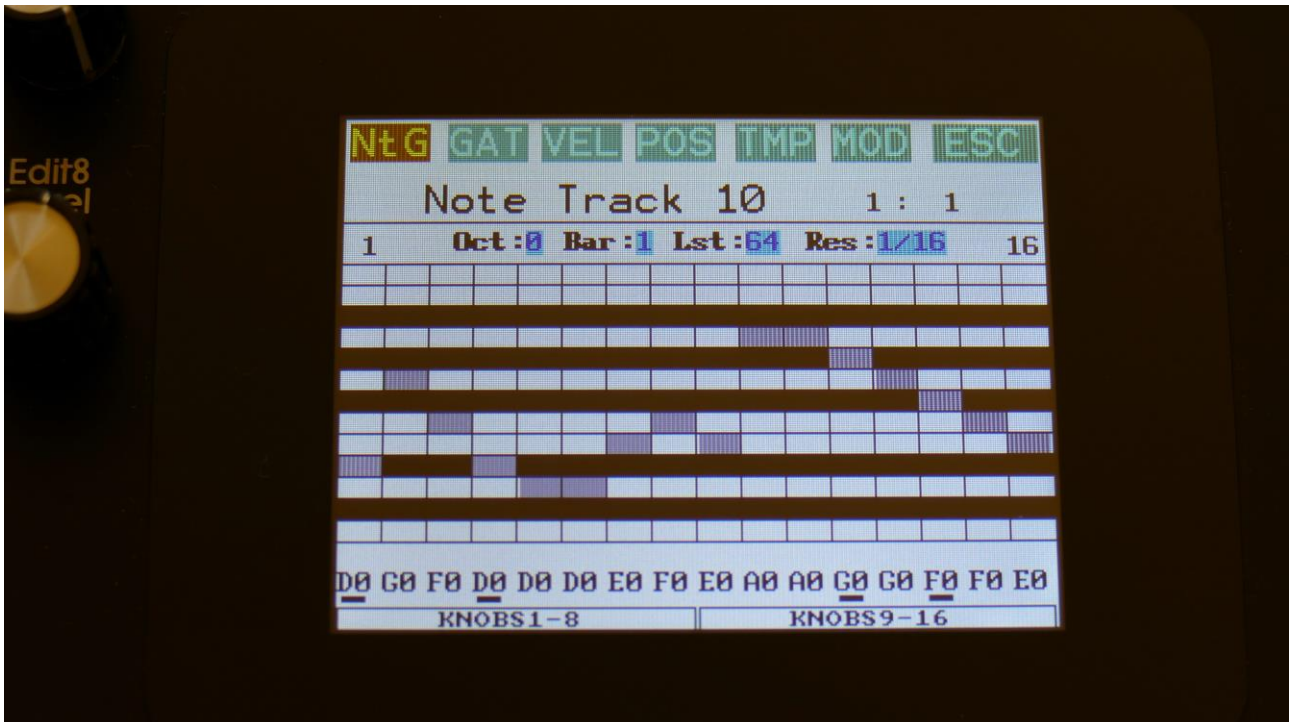 NtG GAT VEL POS TMP MOD ESC
Edit8
Note Track 10 1 : 1
1 Oct:0 Bar:1 Lst:64 Res:1/16 16
D0 G0 F0 D0 D0 D0 E0 F0 E0 A0 A0 G0 G0 F0 F0 E0
KNOBS1-8 KNOBS9-16